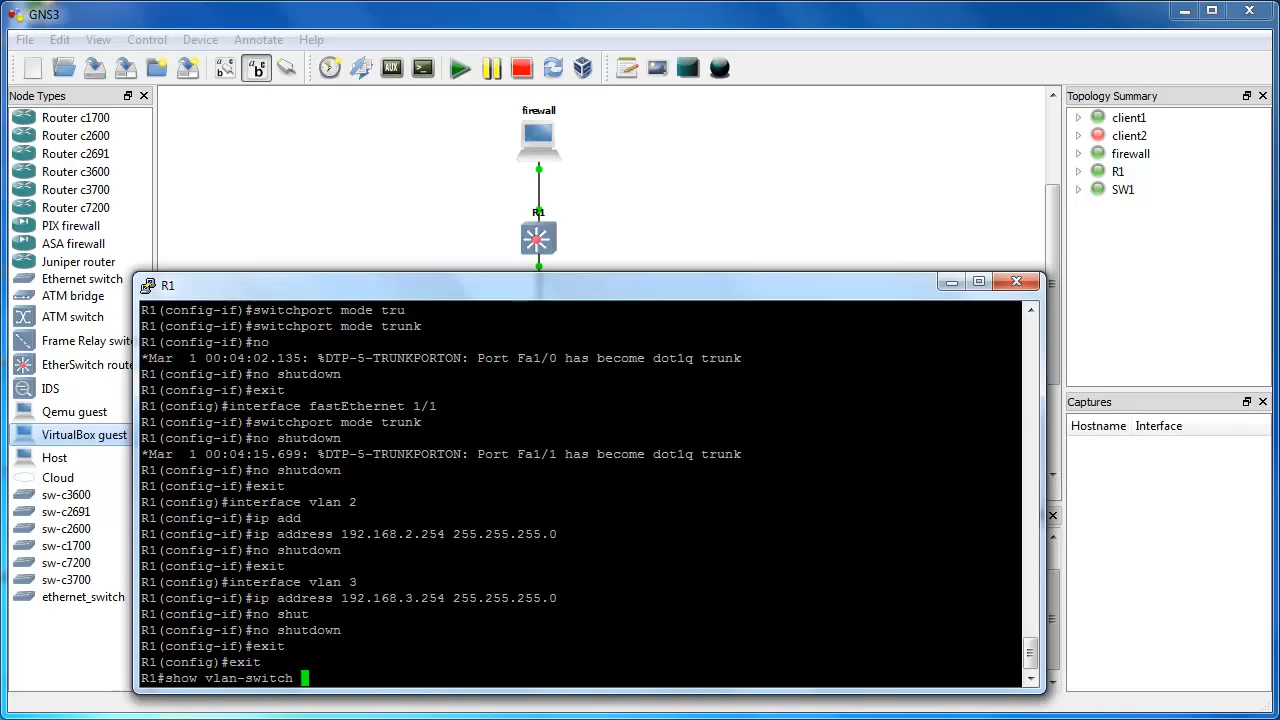 GNS3
File Edit View Control Device Annotate Help
Node Types
Router c1700
Router c2600
Router c2691
Router c3600
Router c3700
Router c7200
PIX firewall
ASA firewall
Juniper router
Ethernet switch
ATM bridge
ATM switch
Frame Relay switc
EtherSwitch route
IDS
Qemu guest
VirtualBox guest
Host
Cloud
sw-c3600
sw-c2691
sw-c2600
sw-c1700
sw-c7200
sw-c3700
ethernet_switch
firewall
R1
R1
R1(config-if)#switchport mode tru
R1(config-if)#switchport mode trunk
R1(config-if)#no
*Mar  1 00:04:02.135: %DTP-5-TRUNKPORTON: Port Fa1/0 has become dot1q trunk
R1(config-if)#no shutdown
R1(config-if)#exit
R1(config)#interface fastEthernet 1/1
R1(config-if)#switchport mode trunk
R1(config-if)#no shutdown
*Mar  1 00:04:15.699: %DTP-5-TRUNKPORTON: Port Fa1/1 has become dot1q trunk
R1(config-if)#no shutdown
R1(config-if)#exit
R1(config)#interface vlan 2
R1(config-if)#ip add
R1(config-if)#ip address 192.168.2.254 255.255.255.0
R1(config-if)#no shutdown
R1(config-if)#exit
R1(config)#interface vlan 3
R1(config-if)#ip address 192.168.3.254 255.255.255.0
R1(config-if)#no shut
R1(config-if)#no shutdown
R1(config-if)#exit
R1(config)#exit
R1#show vlan-switch
Topology Summary
client1
client2
firewall
R1
SW1
Captures
Hostname Interface
AUX